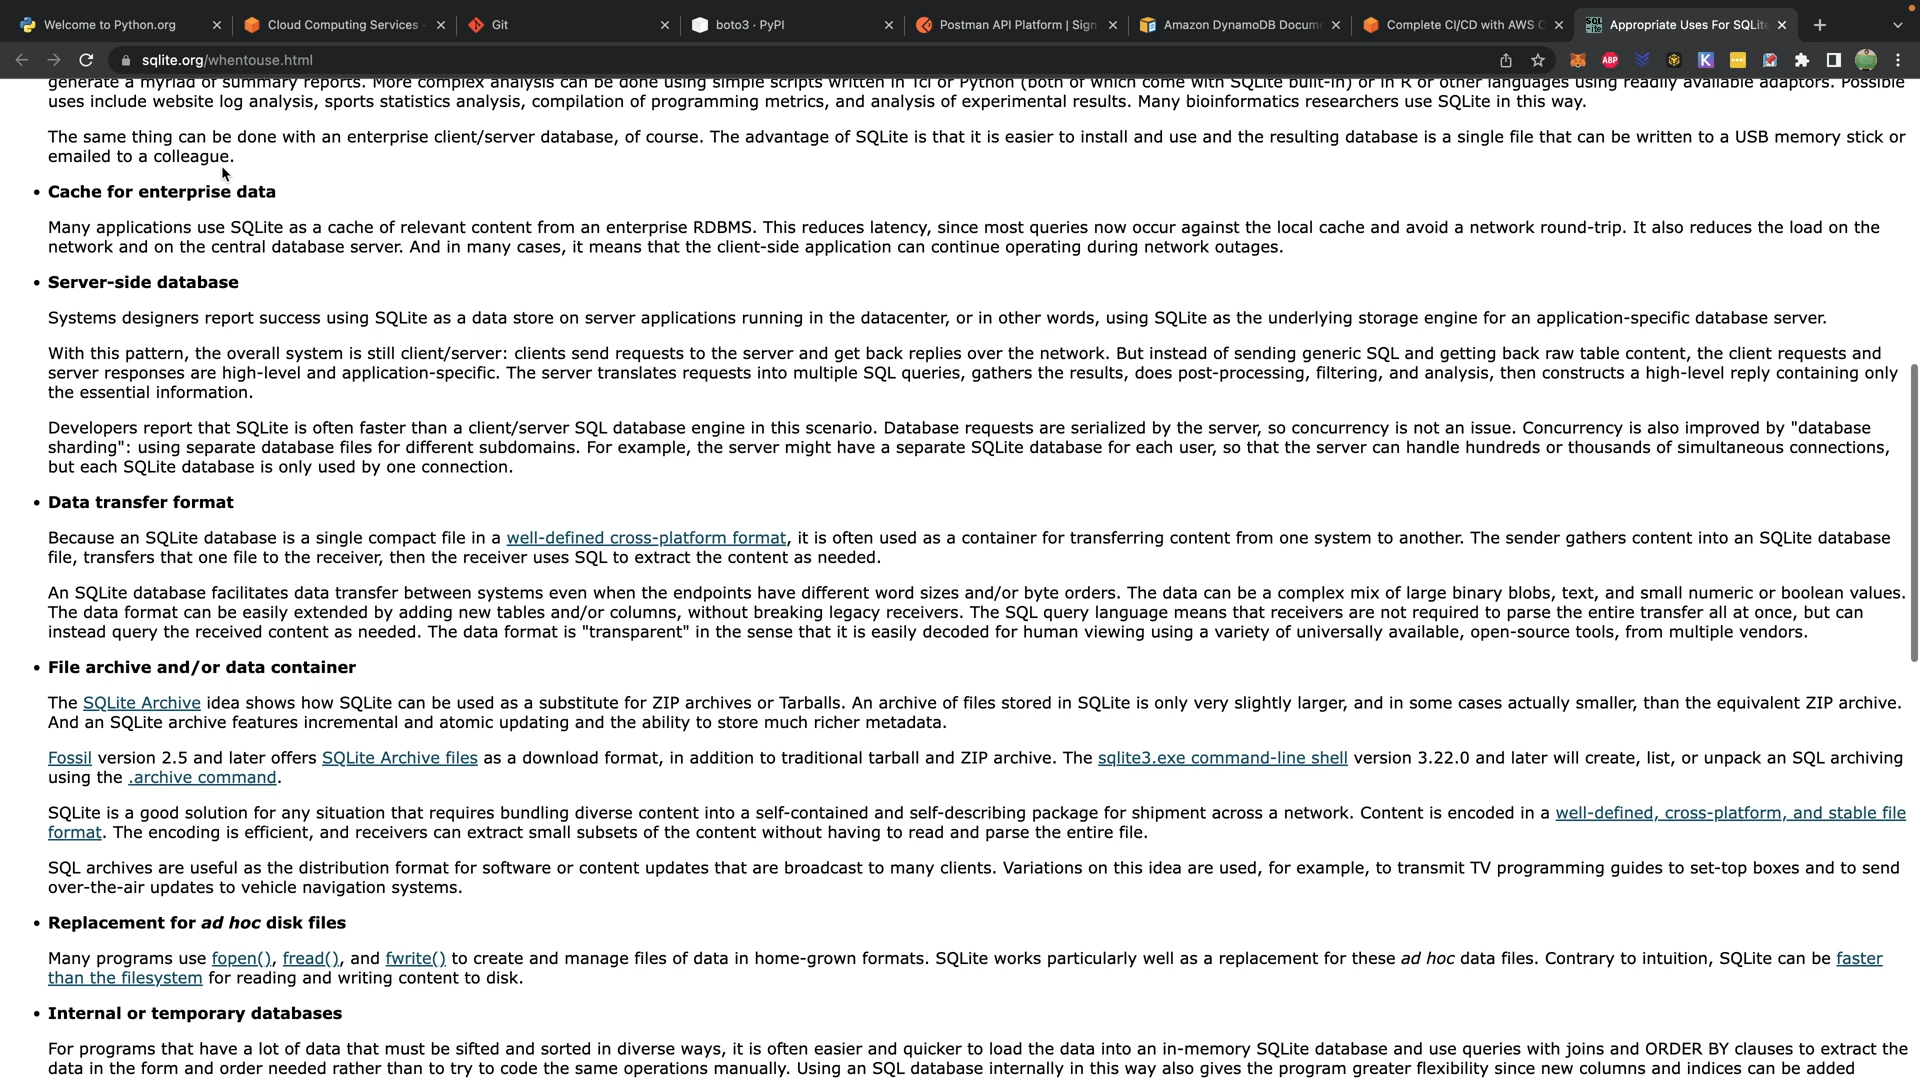 Welcome to Python.org
Cloud Computing Services -
Git
boto3 · PyPI
Postman API Platform | Sign
Amazon DynamoDB Docume
Complete CI/CD with AWS C
Appropriate Uses For SQLite
sqlite.org/whentouse.html
generate a myriad of summary reports. More complex analysis can be done using simple scripts written in Tcl or Python (both of which come with SQLite built-in) or in R or other languages using readily available adaptors. Possible
uses include website log analysis, sports statistics analysis, compilation of programming metrics, and analysis of experimental results. Many bioinformatics researchers use SQLite in this way.
The same thing can be done with an enterprise client/server database, of course. The advantage of SQLite is that it is easier to install and use and the resulting database is a single file that can be written to a USB memory stick or
emailed to a colleague.
• Cache for enterprise data
Many applications use SQLite as a cache of relevant content from an enterprise RDBMS. This reduces latency, since most queries now occur against the local cache and avoid a network round-trip. It also reduces the load on the
network and on the central database server. And in many cases, it means that the client-side application can continue operating during network outages.
• Server-side database
Systems designers report success using SQLite as a data store on server applications running in the datacenter, or in other words, using SQLite as the underlying storage engine for an application-specific database server.
With this pattern, the overall system is still client/server: clients send requests to the server and get back replies over the network. But instead of sending generic SQL and getting back raw table content, the client requests and
server responses are high-level and application-specific. The server translates requests into multiple SQL queries, gathers the results, does post-processing, filtering, and analysis, then constructs a high-level reply containing only
the essential information.
Developers report that SQLite is often faster than a client/server SQL database engine in this scenario. Database requests are serialized by the server, so concurrency is not an issue. Concurrency is also improved by "database
sharding": using separate database files for different subdomains. For example, the server might have a separate SQLite database for each user, so that the server can handle hundreds or thousands of simultaneous connections,
but each SQLite database is only used by one connection.
• Data transfer format
Because an SQLite database is a single compact file in a well-defined cross-platform format, it is often used as a container for transferring content from one system to another. The sender gathers content into an SQLite database
file, transfers that one file to the receiver, then the receiver uses SQL to extract the content as needed.
An SQLite database facilitates data transfer between systems even when the endpoints have different word sizes and/or byte orders. The data can be a complex mix of large binary blobs, text, and small numeric or boolean values.
The data format can be easily extended by adding new tables and/or columns, without breaking legacy receivers. The SQL query language means that receivers are not required to parse the entire transfer all at once, but can
instead query the received content as needed. The data format is "transparent" in the sense that it is easily decoded for human viewing using a variety of universally available, open-source tools, from multiple vendors.
• File archive and/or data container
The SQLite Archive idea shows how SQLite can be used as a substitute for ZIP archives or Tarballs. An archive of files stored in SQLite is only very slightly larger, and in some cases actually smaller, than the equivalent ZIP archive.
And an SQLite archive features incremental and atomic updating and the ability to store much richer metadata.
Fossil version 2.5 and later offers SQLite Archive files as a download format, in addition to traditional tarball and ZIP archive. The sqlite3.exe command-line shell version 3.22.0 and later will create, list, or unpack an SQL archiving
using the .archive command.
SQLite is a good solution for any situation that requires bundling diverse content into a self-contained and self-describing package for shipment across a network. Content is encoded in a well-defined, cross-platform, and stable file
format. The encoding is efficient, and receivers can extract small subsets of the content without having to read and parse the entire file.
SQL archives are useful as the distribution format for software or content updates that are broadcast to many clients. Variations on this idea are used, for example, to transmit TV programming guides to set-top boxes and to send
over-the-air updates to vehicle navigation systems.
• Replacement for ad hoc disk files
Many programs use fopen(), fread(), and fwrite() to create and manage files of data in home-grown formats. SQLite works particularly well as a replacement for these ad hoc data files. Contrary to intuition, SQLite can be faster
than the filesystem for reading and writing content to disk.
• Internal or temporary databases
For programs that have a lot of data that must be sifted and sorted in diverse ways, it is often easier and quicker to load the data into an in-memory SQLite database and use queries with joins and ORDER BY clauses to extract the
data in the form and order needed rather than to try to code the same operations manually. Using an SQL database internally in this way also gives the program greater flexibility since new columns and indices can be added